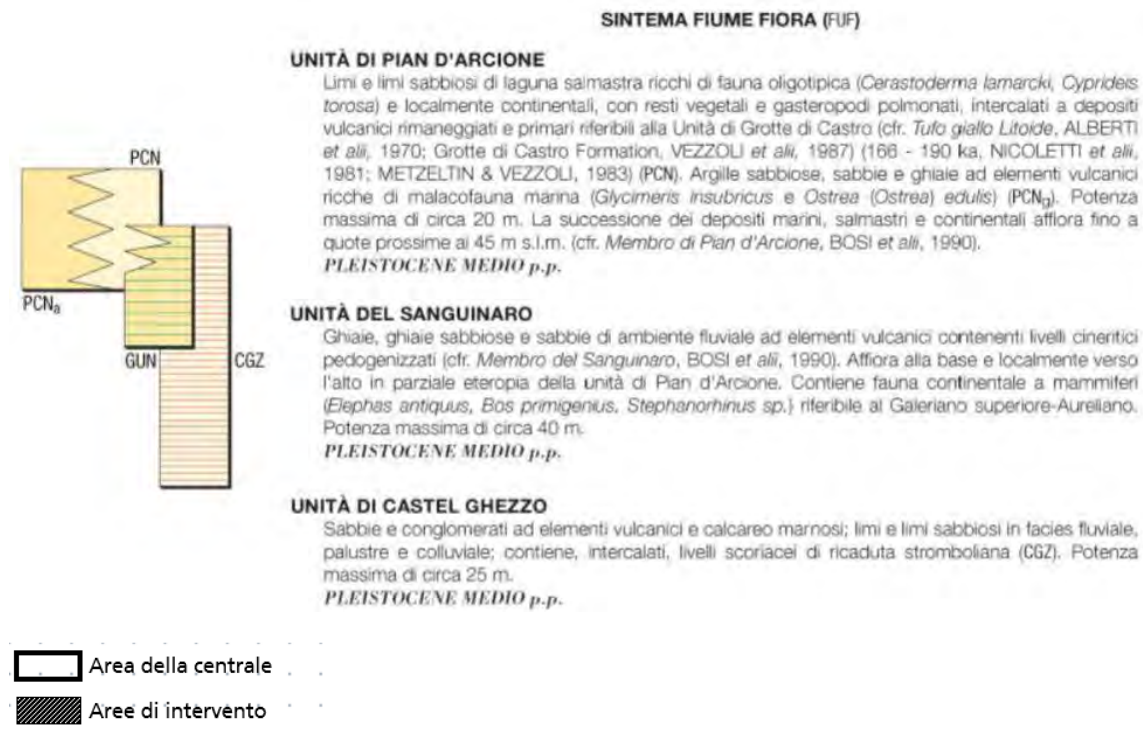 SINTEMA FIUME FIORA (FUF)
UNITÀ DI PIAN D'ARCIONE
Limi e limi sabbiosi di laguna salmastra ricchi di fauna oligotipica (Cerastoderma lamarcki, Cyprideis
torosa) e localmente continentali, con resti vegetali e gasteropodi polmonati, intercalati a depositi
vulcanici rimaneggiati e primari riferibili alla Unità di Grotte di Castro (cfr. Tufo giallo Litoide, ALBERTI
et alii, 1970; Grotte di Castro Formation, VEZZOLI et alii, 1987) (166 - 190 ka, NICOLETTI et alii,
1981; METZELTIN & VEZZOLI, 1983) (PCN). Argille sabbiose, sabbie e ghiaie ad elementi vulcanici
ricche di malacofauna marina (Glycimeris insubricus e Ostrea (Ostrea) edulis) (PCNg). Potenza
massima di circa 20 m. La successione dei depositi marini, salmastri e continentali affiora fino a
quote prossime ai 45 m s.l.m. (cfr. Membro di Pian d'Arcione, BOSI et alii, 1990).
PLEISTOCENE MEDIO p.p.
UNITÀ DEL SANGUINARO
Ghiaie, ghiaie sabbiose e sabbie di ambiente fluviale ad elementi vulcanici contenenti livelli cineritici
pedogenizzati (cfr. Membro del Sanguinaro, BOSI et alii, 1990). Affiora alla base e localmente verso
l'alto in parziale eteropia della unità di Pian d'Arcione. Contiene fauna continentale a mammiferi
(Elephas antiquus, Bos primigenius, Stephanorhinus sp.) riferibile al Galeriano superiore-Aureliano.
Potenza massima di circa 40 m.
PLEISTOCENE MEDIO p.p.
UNITÀ DI CASTEL GHEZZO
Sabbie e conglomerati ad elementi vulcanici e calcareo marnosi; limi e limi sabbiosi in facies fluviale,
palustre e colluviale; contiene, intercalati, livelli scoriacei di ricaduta stromboliana (CGZ). Potenza
massima di circa 25 m.
PLEISTOCENE MEDIO p.p.
PCN
PCNa
GUN
CGZ
Area della centrale
Aree di intervento